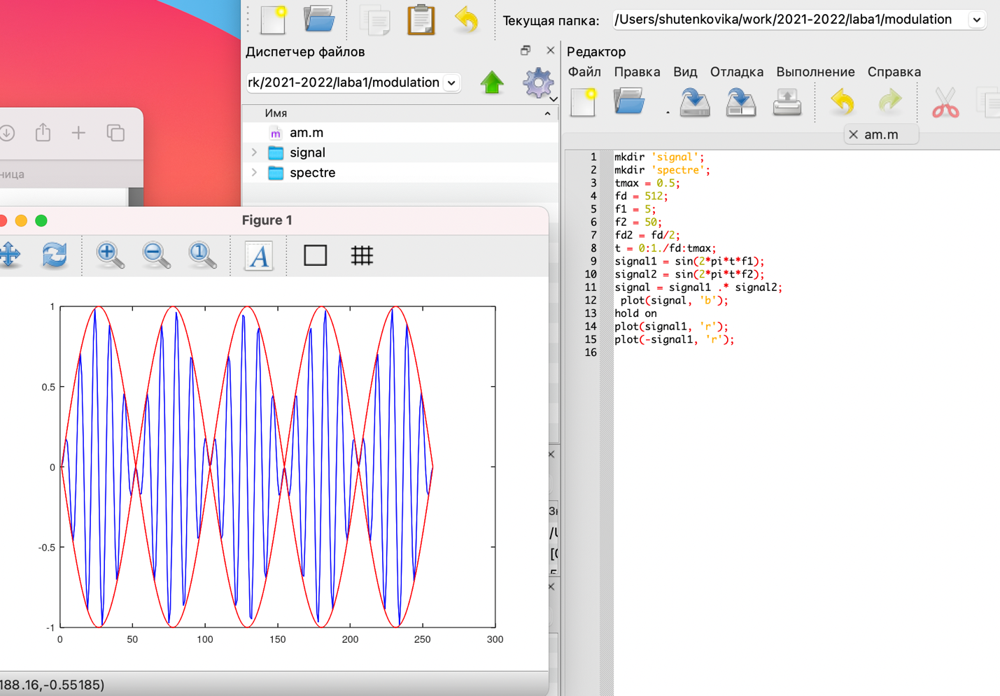 Текущая папка: /Users/shutenkovika/work/2021-2022/laba1/modulation
Диспетчер файлов
rk/2021-2022/laba1/modulation
Имя
am.m
signal
spectre
ница
Редактор
Файл Правка Вид Отладка Выполнение Справка
am.m
1 mkdir 'signal';
2 mkdir 'spectre';
3 tmax = 0.5;
4 fd = 512;
5 f1 = 5;
6 f2 = 50;
7 fd2 = fd/2;
8 t = 0:1./fd:tmax;
9 signal1 = sin(2*pi*t*f1);
10 signal2 = sin(2*pi*t*f2);
11 signal = signal1 .* signal2;
12 plot(signal, 'b');
13 hold on
14 plot(signal1, 'r');
15 plot(-signal1, 'r');
16
Figure 1
A
1
0.5
0
-0.5
-1
0 50 100 150 200 250 300
188.16,-0.55185)